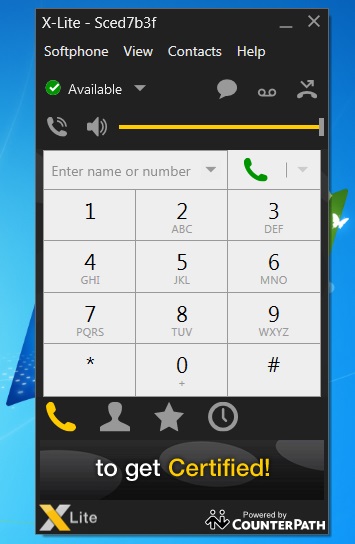 X-Lite - Sced7b3f
Softphone View Contacts Help
Available
Enter name or number
1 2 3
ABC DEF
4 5 6
GHI JKL MNO
7 8 9
PQRS TUV WXYZ
* 0 #
+
to get Certified!
X Lite
Powered by
COUNTERPATH